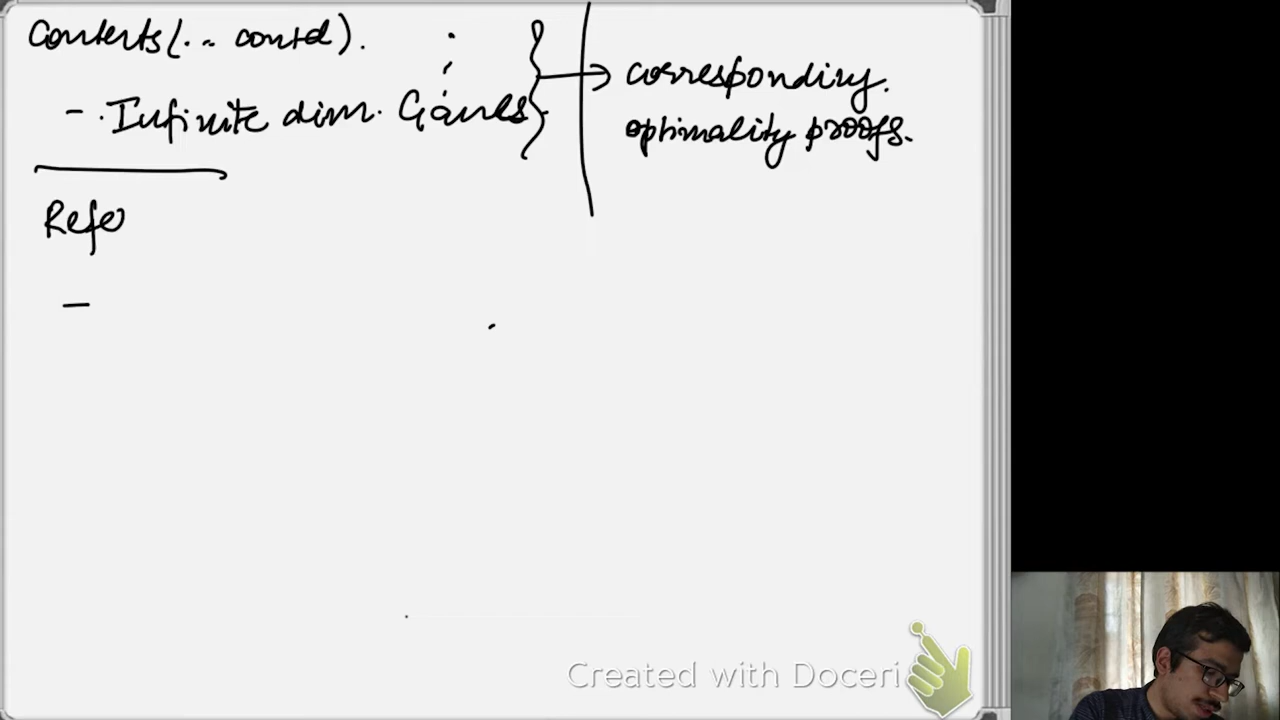 Contents(... contd).
- Infinite dim. Games
corresponding
optimality proofs.
Refe
-
Created with Doceri